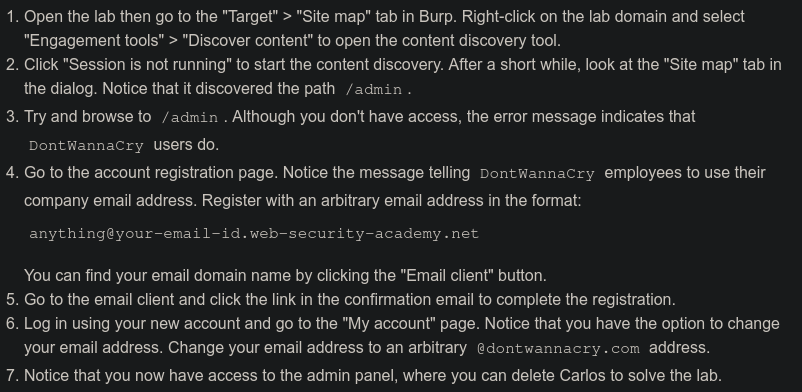 1. Open the lab then go to the "Target" > "Site map" tab in Burp. Right-click on the lab domain and select
"Engagement tools" > "Discover content" to open the content discovery tool.
2. Click "Session is not running" to start the content discovery. After a short while, look at the "Site map" tab in
the dialog. Notice that it discovered the path /admin .
3. Try and browse to /admin . Although you don't have access, the error message indicates that
DontWannaCry users do.
4. Go to the account registration page. Notice the message telling DontWannaCry employees to use their
company email address. Register with an arbitrary email address in the format:
anything@your-email-id.web-security-academy.net
You can find your email domain name by clicking the "Email client" button.
5. Go to the email client and click the link in the confirmation email to complete the registration.
6. Log in using your new account and go to the "My account" page. Notice that you have the option to change
your email address. Change your email address to an arbitrary @dontwannacry.com address.
7. Notice that you now have access to the admin panel, where you can delete Carlos to solve the lab.